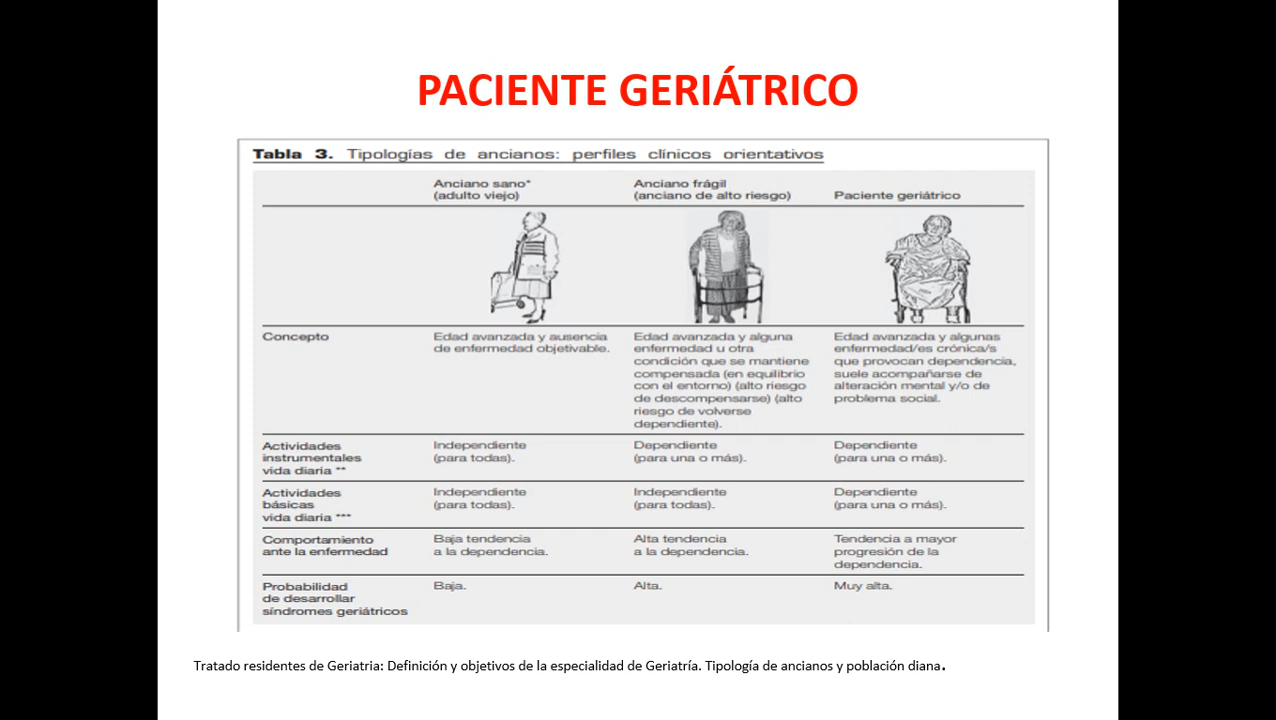 PACIENTE GERIÁTRICO
Tabla 3. Tipologías de ancianos: perfiles clínicos orientativos
Anciano sano*
(adulto viejo)
Anciano frágil
(anciano de alto riesgo)
Paciente geriátrico
Concepto
Edad avanzada y ausencia
de enfermedad objetivable.
Edad avanzada y alguna
enfermedad u otra
condición que se mantiene
compensada (en equilibrio
con el entorno) (alto riesgo
de descompensarse) (alto
riesgo de volverse
dependiente).
Edad avanzada y algunas
enfermedad/es crónica/s
que provocan dependencia,
suele acompañarse de
alteración mental y/o de
problema social.
Actividades
instrumentales
vida diaria **
Independiente
(para todas).
Dependiente
(para una o más).
Dependiente
(para una o más).
Actividades
básicas
vida diaria ***
Independiente
(para todas).
Independiente
(para todas).
Dependiente
(para una o más).
Comportamiento
ante la enfermedad
Baja tendencia
a la dependencia.
Alta tendencia
a la dependencia.
Tendencia a mayor
progresión de la
dependencia.
Probabilidad
de desarrollar
síndromes geriátricos
Baja.
Alta.
Muy alta.
Tratado residentes de Geriatria: Definición y objetivos de la especialidad de Geriatría. Tipología de ancianos y población diana.